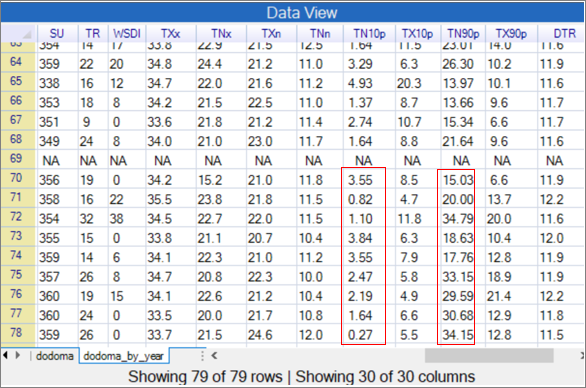 Data View
SU TR WSDI TXx TNx TXn TNn TN10p TX10p TN90p TX90p DTR
63 354 14 17 33.8 22.9 21.5 12.5 1.64 11.5 23.01 14.0 11.6
64 359 22 20 34.8 24.4 21.2 11.0 3.29 6.3 26.30 10.2 11.9
65 338 16 12 34.7 22.0 21.6 11.2 4.93 20.3 13.97 10.1 11.6
66 353 18 8 34.2 21.5 22.5 11.0 1.37 8.7 13.66 9.6 11.7
67 351 9 0 33.6 21.8 21.2 11.4 2.74 10.7 15.34 6.6 11.7
68 349 24 8 34.0 21.0 23.0 11.7 1.64 8.8 21.64 9.6 11.7
69 NA NA NA NA NA NA NA NA NA NA NA NA
70 356 19 0 34.2 15.2 21.0 11.8 3.55 8.5 15.03 6.6 11.9
71 358 16 22 35.5 23.8 21.8 11.5 0.82 4.7 20.00 13.7 12.2
72 354 32 38 34.5 22.7 22.0 11.5 1.10 11.8 34.79 20.0 11.6
73 355 15 0 33.8 21.1 20.7 10.4 3.84 6.3 18.63 10.4 12.0
74 359 14 6 34.1 22.3 21.0 11.2 3.55 7.9 17.76 12.8 11.9
75 357 26 8 34.7 20.8 22.3 10.0 2.47 5.8 33.15 18.9 11.9
76 360 19 15 34.1 22.6 21.2 10.4 2.19 4.9 29.59 21.4 12.2
77 360 24 0 33.5 20.0 21.7 10.8 1.64 6.6 30.68 12.9 11.8
78 359 26 0 33.7 21.5 24.6 12.0 0.27 5.5 34.15 12.8 11.5
dodoma dodoma_by_year
Showing 79 of 79 rows | Showing 30 of 30 columns